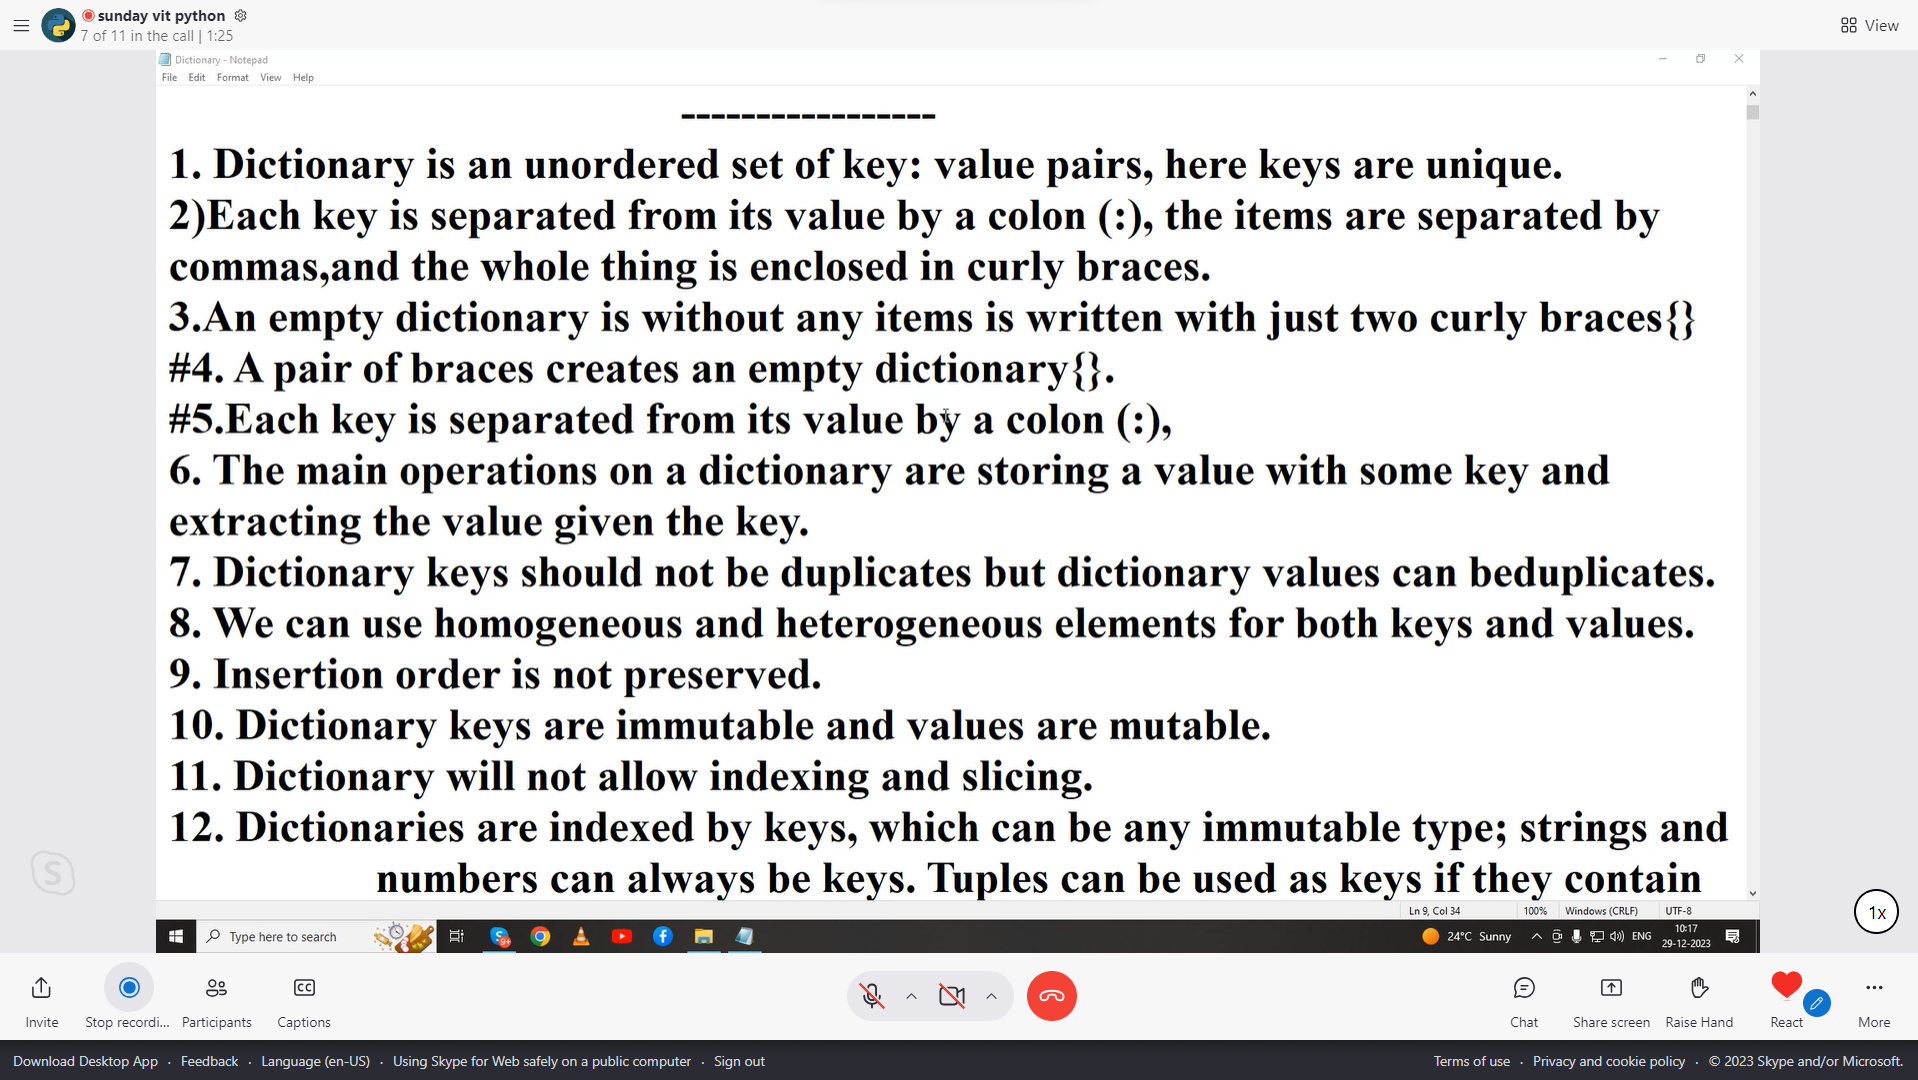 sunday vit python
View
7 of 11 in the call | 1:25
Dictionary - Notepad
File Edit Format View Help
-----------------
1. Dictionary is an unordered set of key: value pairs, here keys are unique.
2)Each key is separated from its value by a colon (:), the items are separated by
commas,and the whole thing is enclosed in curly braces.
3.An empty dictionary is without any items is written with just two curly braces{}
#4. A pair of braces creates an empty dictionary{}.
#5.Each key is separated from its value by a colon (:),
6. The main operations on a dictionary are storing a value with some key and
extracting the value given the key.
7. Dictionary keys should not be duplicates but dictionary values can beduplicates.
8. We can use homogeneous and heterogeneous elements for both keys and values.
9. Insertion order is not preserved.
10. Dictionary keys are immutable and values are mutable.
11. Dictionary will not allow indexing and slicing.
12. Dictionaries are indexed by keys, which can be any immutable type; strings and
numbers can always be keys. Tuples can be used as keys if they contain
S
1x
Ln 9, Col 34 100% Windows (CRLF) UTF-8
Type here to search
9+
24°C Sunny
ENG
10:17
29-12-2023
CC
Invite
Stop recordi...
Participants
Captions
Chat
Share screen
Raise Hand
React
More
Download Desktop App · Feedback · Language (en-US) · Using Skype for Web safely on a public computer · Sign out
Terms of use · Privacy and cookie policy · © 2023 Skype and/or Microsoft.